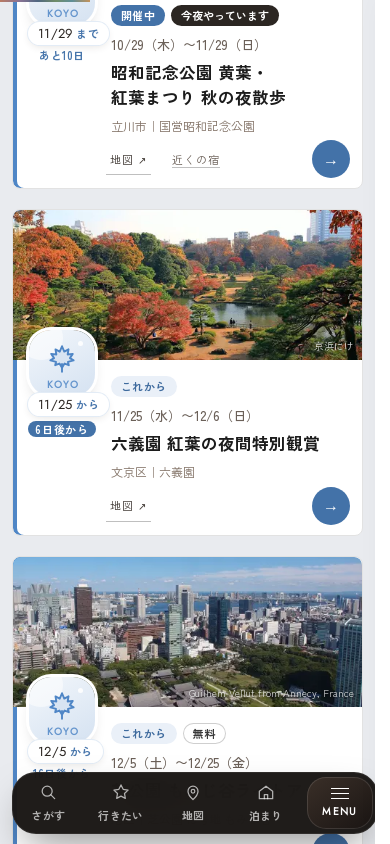 KOYO
11/29 まで
あと10日
開催中
今夜やっています
10/29（木）〜11/29（日）
昭和記念公園 黄葉・
紅葉まつり 秋の夜散歩
立川市｜国営昭和記念公園
地図 ↗
近くの宿
→
京浜にけ
KOYO
11/25 から
6日後から
これから
11/25（水）〜12/6（日）
六義園 紅葉の夜間特別観賞
文京区｜六義園
地図 ↗
→
Guilhem Vellut from Annecy, France
KOYO
12/5 から
これから
無料
12/5（土）〜12/25（金）
さがす
行きたい
地図
泊まり
MENU